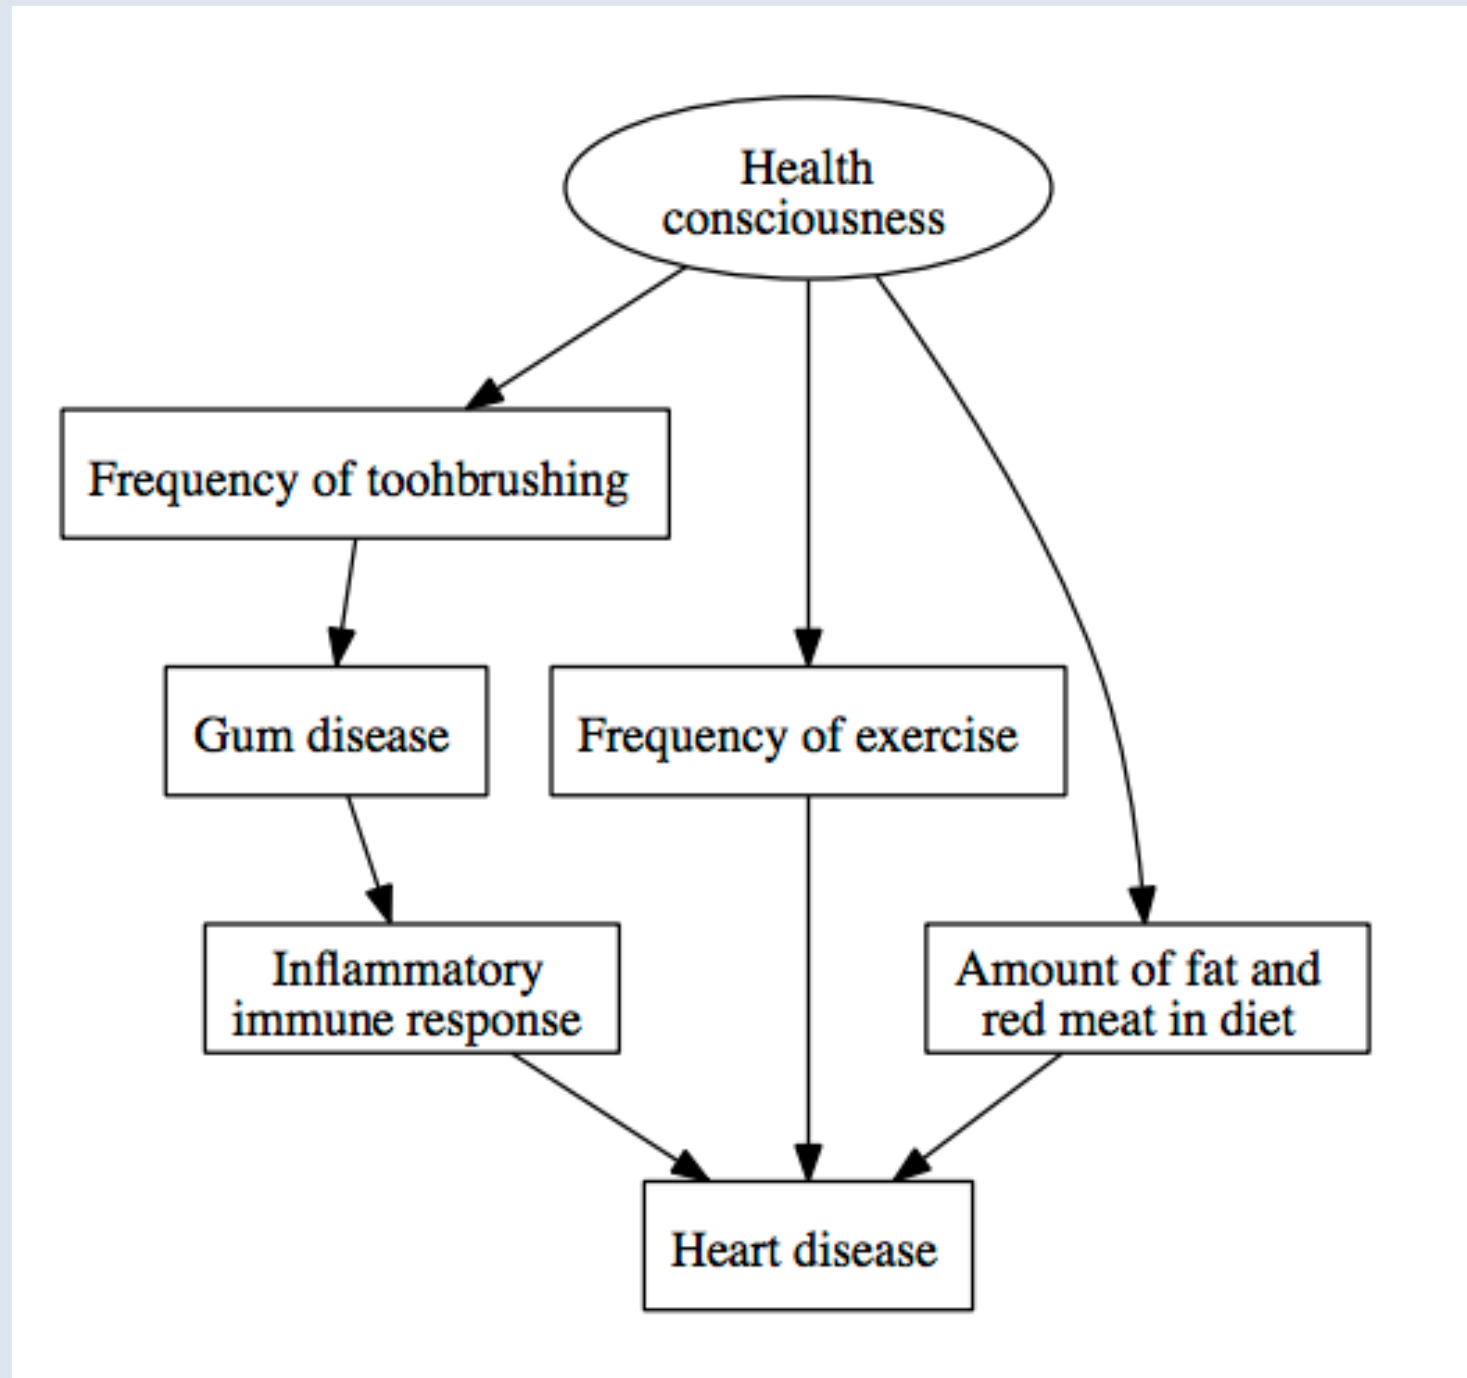 Health
consciousness
Frequency of toohbrushing
Gum disease
Frequency of exercise
Inflammatory
immune response
Amount of fat and
red meat in diet
Heart disease